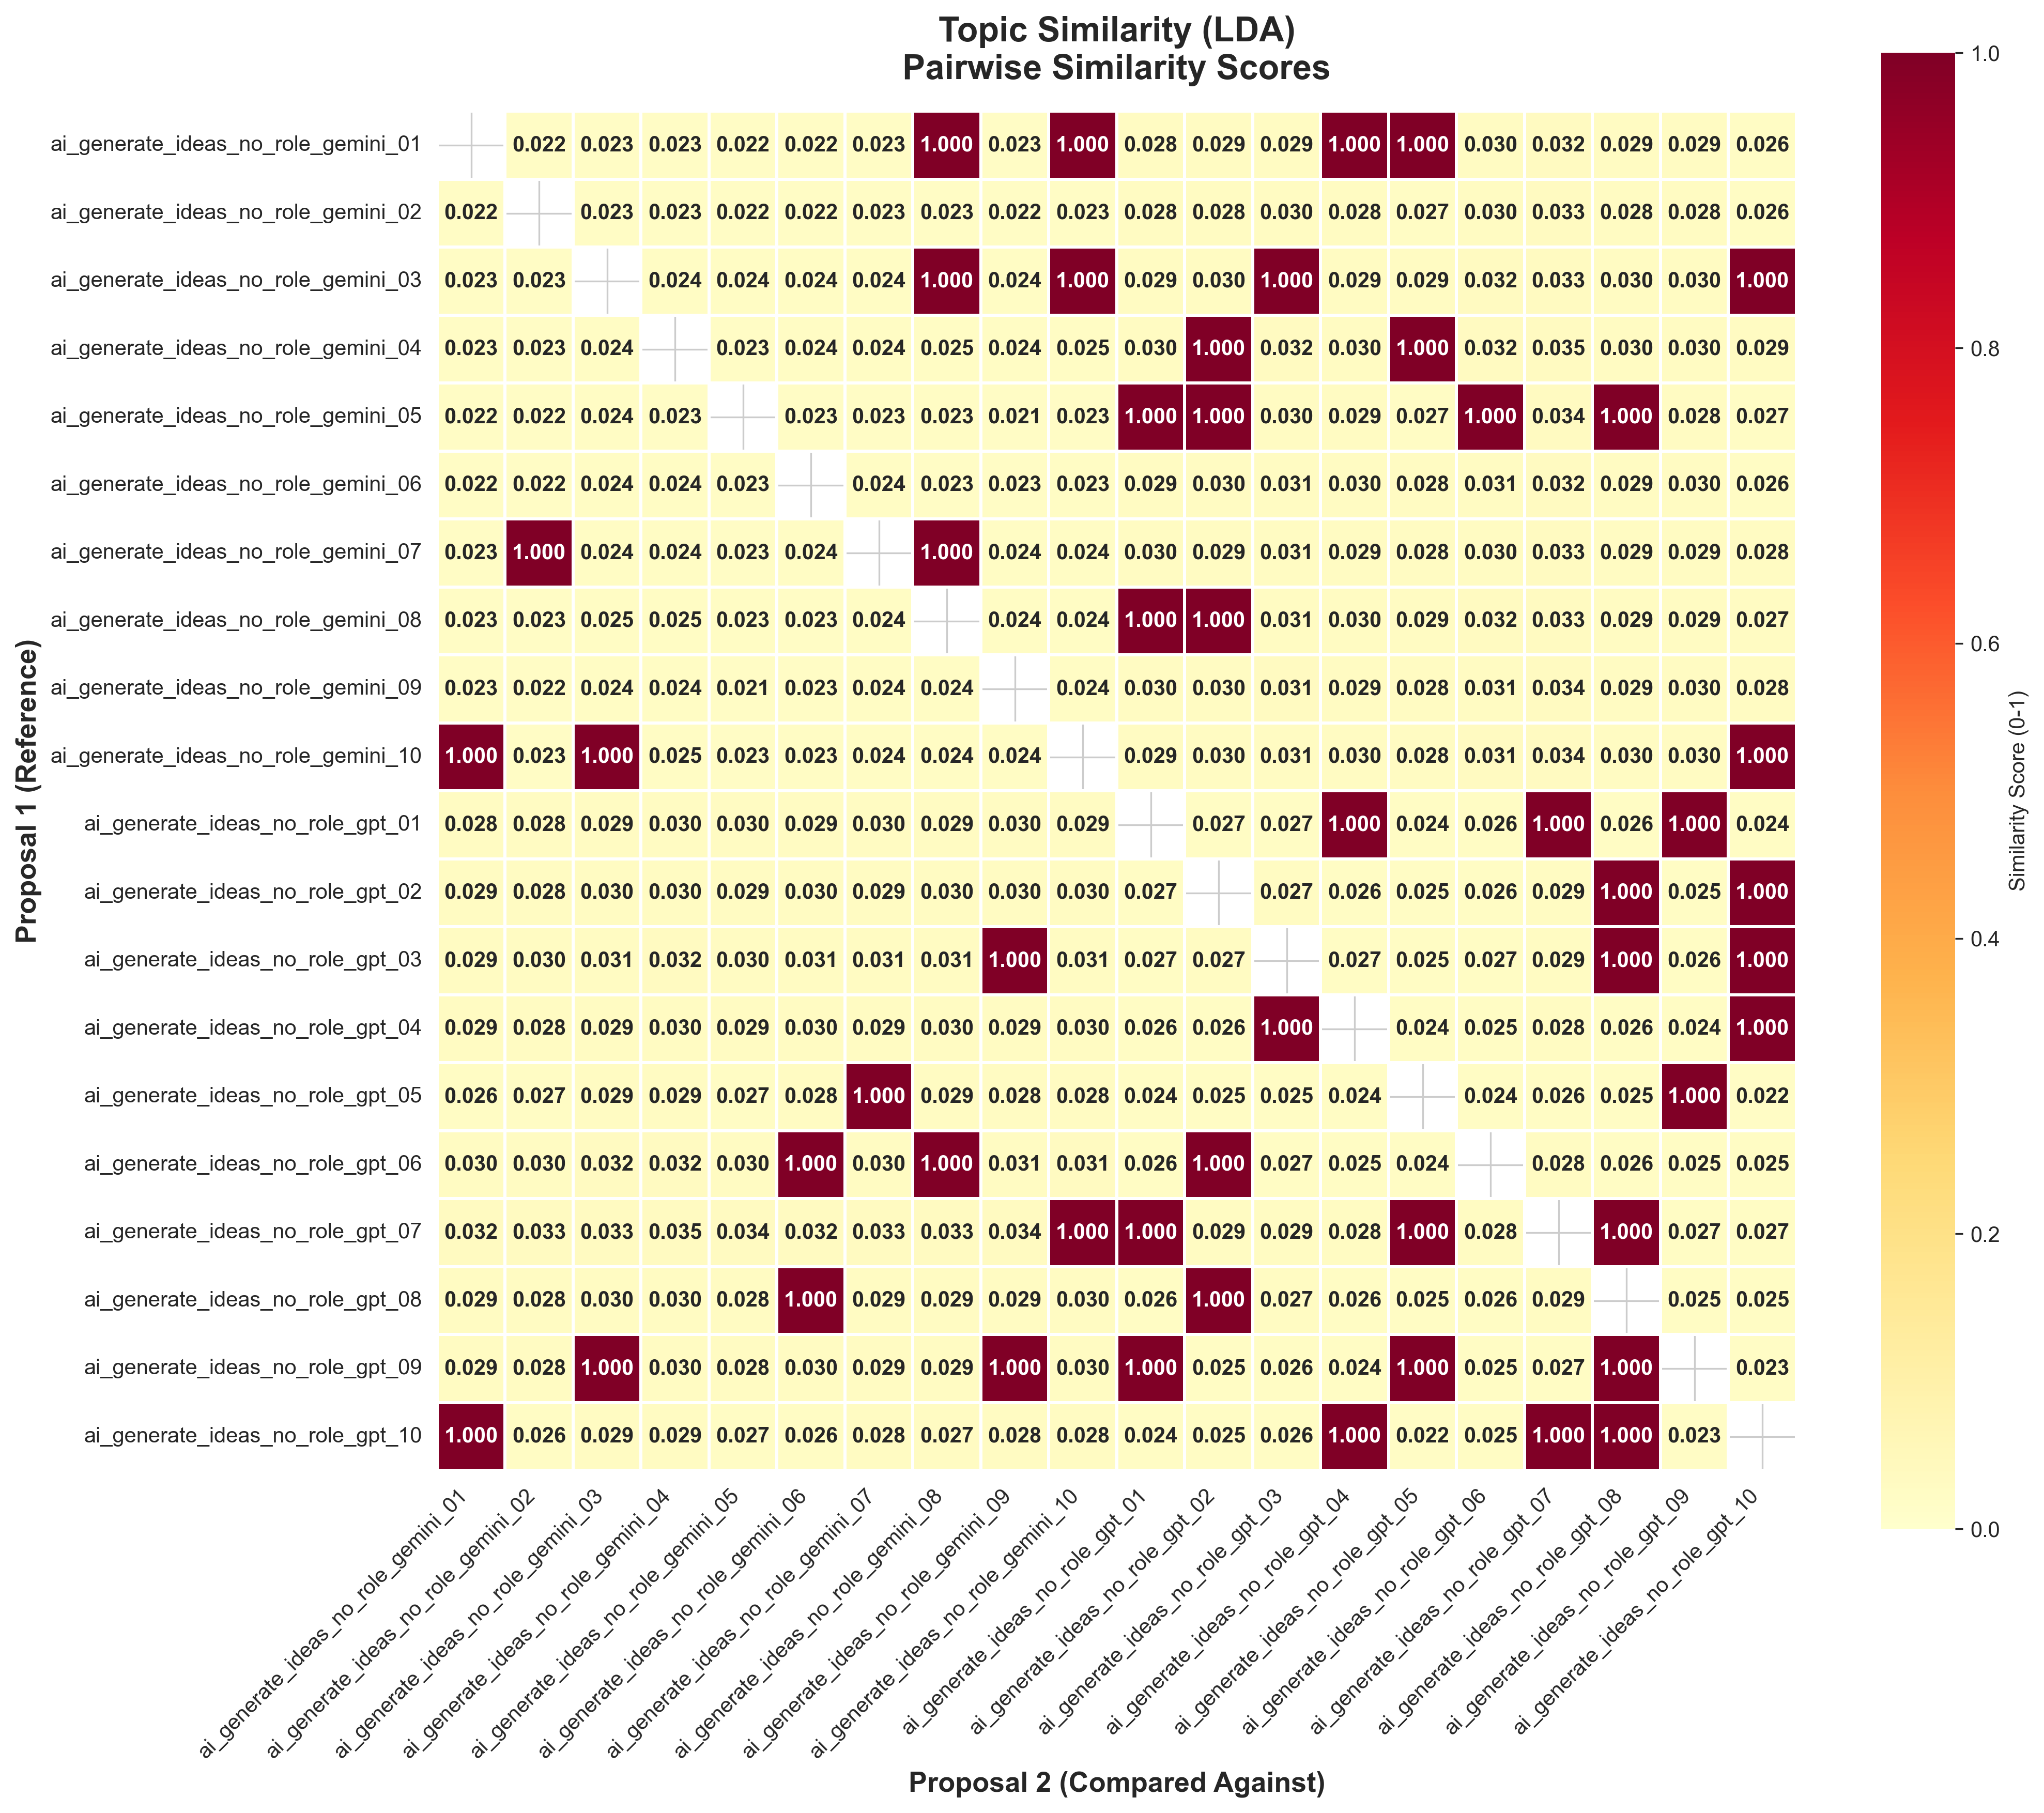 Topic Similarity (LDA)
Pairwise Similarity Scores
Proposal 1 (Reference)
ai_generate_ideas_no_role_gemini_01 0.022 0.023 0.023 0.022 0.022 0.023 1.000 0.023 1.000 0.028 0.029 0.029 1.000 1.000 0.030 0.032 0.029 0.029 0.026
ai_generate_ideas_no_role_gemini_02 0.022 0.023 0.023 0.022 0.022 0.023 0.023 0.022 0.023 0.028 0.028 0.030 0.028 0.027 0.030 0.033 0.028 0.028 0.026
ai_generate_ideas_no_role_gemini_03 0.023 0.023 0.024 0.024 0.024 0.024 1.000 0.024 1.000 0.029 0.030 1.000 0.029 0.029 0.032 0.033 0.030 0.030 1.000
ai_generate_ideas_no_role_gemini_04 0.023 0.023 0.024 0.023 0.024 0.024 0.025 0.024 0.025 0.030 1.000 0.032 0.030 1.000 0.032 0.035 0.030 0.030 0.029
ai_generate_ideas_no_role_gemini_05 0.022 0.022 0.024 0.023 0.023 0.023 0.023 0.021 0.023 1.000 1.000 0.030 0.029 0.027 1.000 0.034 1.000 0.028 0.027
ai_generate_ideas_no_role_gemini_06 0.022 0.022 0.024 0.024 0.023 0.024 0.023 0.023 0.023 0.029 0.030 0.031 0.030 0.028 0.031 0.032 0.029 0.030 0.026
ai_generate_ideas_no_role_gemini_07 0.023 1.000 0.024 0.024 0.023 0.024 1.000 0.024 0.024 0.030 0.029 0.031 0.029 0.028 0.030 0.033 0.029 0.029 0.028
ai_generate_ideas_no_role_gemini_08 0.023 0.023 0.025 0.025 0.023 0.023 0.024 0.024 0.024 1.000 1.000 0.031 0.030 0.029 0.032 0.033 0.029 0.029 0.027
ai_generate_ideas_no_role_gemini_09 0.023 0.022 0.024 0.024 0.021 0.023 0.024 0.024 0.024 0.030 0.030 0.031 0.029 0.028 0.031 0.034 0.029 0.030 0.028
ai_generate_ideas_no_role_gemini_10 1.000 0.023 1.000 0.025 0.023 0.023 0.024 0.024 0.024 0.029 0.030 0.031 0.030 0.028 0.031 0.034 0.030 0.030 1.000
ai_generate_ideas_no_role_gpt_01 0.028 0.028 0.029 0.030 0.030 0.029 0.030 0.029 0.030 0.029 0.027 0.027 1.000 0.024 0.026 1.000 0.026 1.000 0.024
ai_generate_ideas_no_role_gpt_02 0.029 0.028 0.030 0.030 0.029 0.030 0.029 0.030 0.030 0.030 0.027 0.027 0.026 0.025 0.026 0.029 1.000 0.025 1.000
ai_generate_ideas_no_role_gpt_03 0.029 0.030 0.031 0.032 0.030 0.031 0.031 0.031 1.000 0.031 0.027 0.027 0.027 0.025 0.027 0.029 1.000 0.026 1.000
ai_generate_ideas_no_role_gpt_04 0.029 0.028 0.029 0.030 0.029 0.030 0.029 0.030 0.029 0.030 0.026 0.026 1.000 0.024 0.025 0.028 0.026 0.024 1.000
ai_generate_ideas_no_role_gpt_05 0.026 0.027 0.029 0.029 0.027 0.028 1.000 0.029 0.028 0.028 0.024 0.025 0.025 0.024 0.024 0.026 0.025 1.000 0.022
ai_generate_ideas_no_role_gpt_06 0.030 0.030 0.032 0.032 0.030 1.000 0.030 1.000 0.031 0.031 0.026 1.000 0.027 0.025 0.024 0.028 0.026 0.025 0.025
ai_generate_ideas_no_role_gpt_07 0.032 0.033 0.033 0.035 0.034 0.032 0.033 0.033 0.034 1.000 1.000 0.029 0.029 0.028 1.000 0.028 1.000 0.027 0.027
ai_generate_ideas_no_role_gpt_08 0.029 0.028 0.030 0.030 0.028 1.000 0.029 0.029 0.029 0.030 0.026 1.000 0.027 0.026 0.025 0.026 0.029 0.025 0.025
ai_generate_ideas_no_role_gpt_09 0.029 0.028 1.000 0.030 0.028 0.030 0.029 0.029 1.000 0.030 1.000 0.025 0.026 0.024 1.000 0.025 0.027 1.000 0.023
ai_generate_ideas_no_role_gpt_10 1.000 0.026 0.029 0.029 0.027 0.026 0.028 0.027 0.028 0.028 0.024 0.025 0.026 1.000 0.022 0.025 1.000 1.000 0.023
ai_generate_ideas_no_role_gemini_01
ai_generate_ideas_no_role_gemini_02
ai_generate_ideas_no_role_gemini_03
ai_generate_ideas_no_role_gemini_04
ai_generate_ideas_no_role_gemini_05
ai_generate_ideas_no_role_gemini_06
ai_generate_ideas_no_role_gemini_07
ai_generate_ideas_no_role_gemini_08
ai_generate_ideas_no_role_gemini_09
ai_generate_ideas_no_role_gemini_10
ai_generate_ideas_no_role_gpt_01
ai_generate_ideas_no_role_gpt_02
ai_generate_ideas_no_role_gpt_03
ai_generate_ideas_no_role_gpt_04
ai_generate_ideas_no_role_gpt_05
ai_generate_ideas_no_role_gpt_06
ai_generate_ideas_no_role_gpt_07
ai_generate_ideas_no_role_gpt_08
ai_generate_ideas_no_role_gpt_09
ai_generate_ideas_no_role_gpt_10
Proposal 2 (Compared Against)
1.0
0.8
0.6
0.4
0.2
0.0
Similarity Score (0-1)